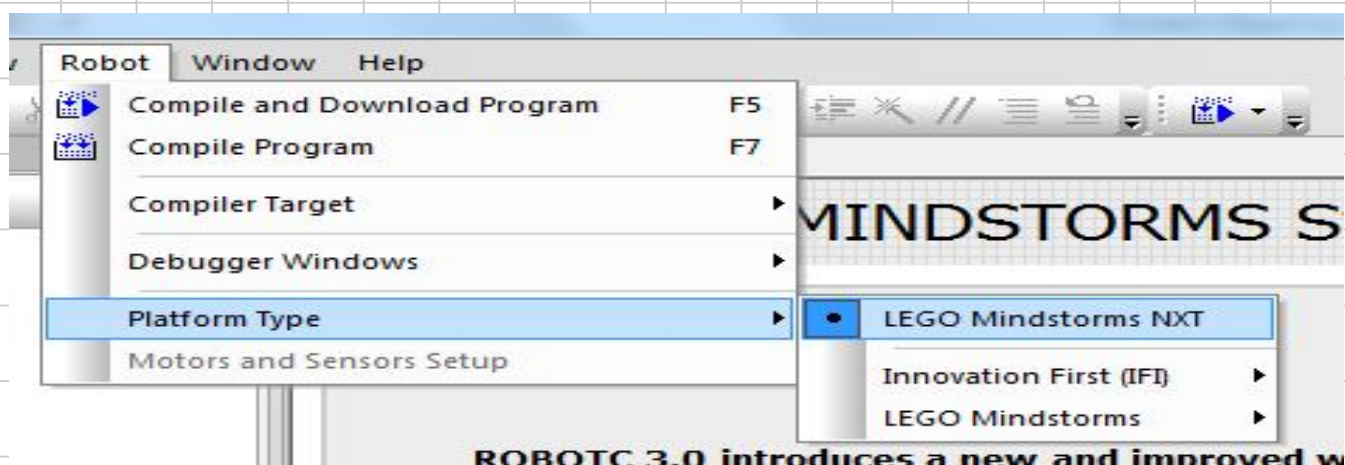 Robot Window Help
Compile and Download Program F5
Compile Program F7
Compiler Target
Debugger Windows
Platform Type
Motors and Sensors Setup
MINDSTORMS S
LEGO Mindstorms NXT
Innovation First (IFI)
LEGO Mindstorms
ROBOTC 3.0 introduces a new and improved